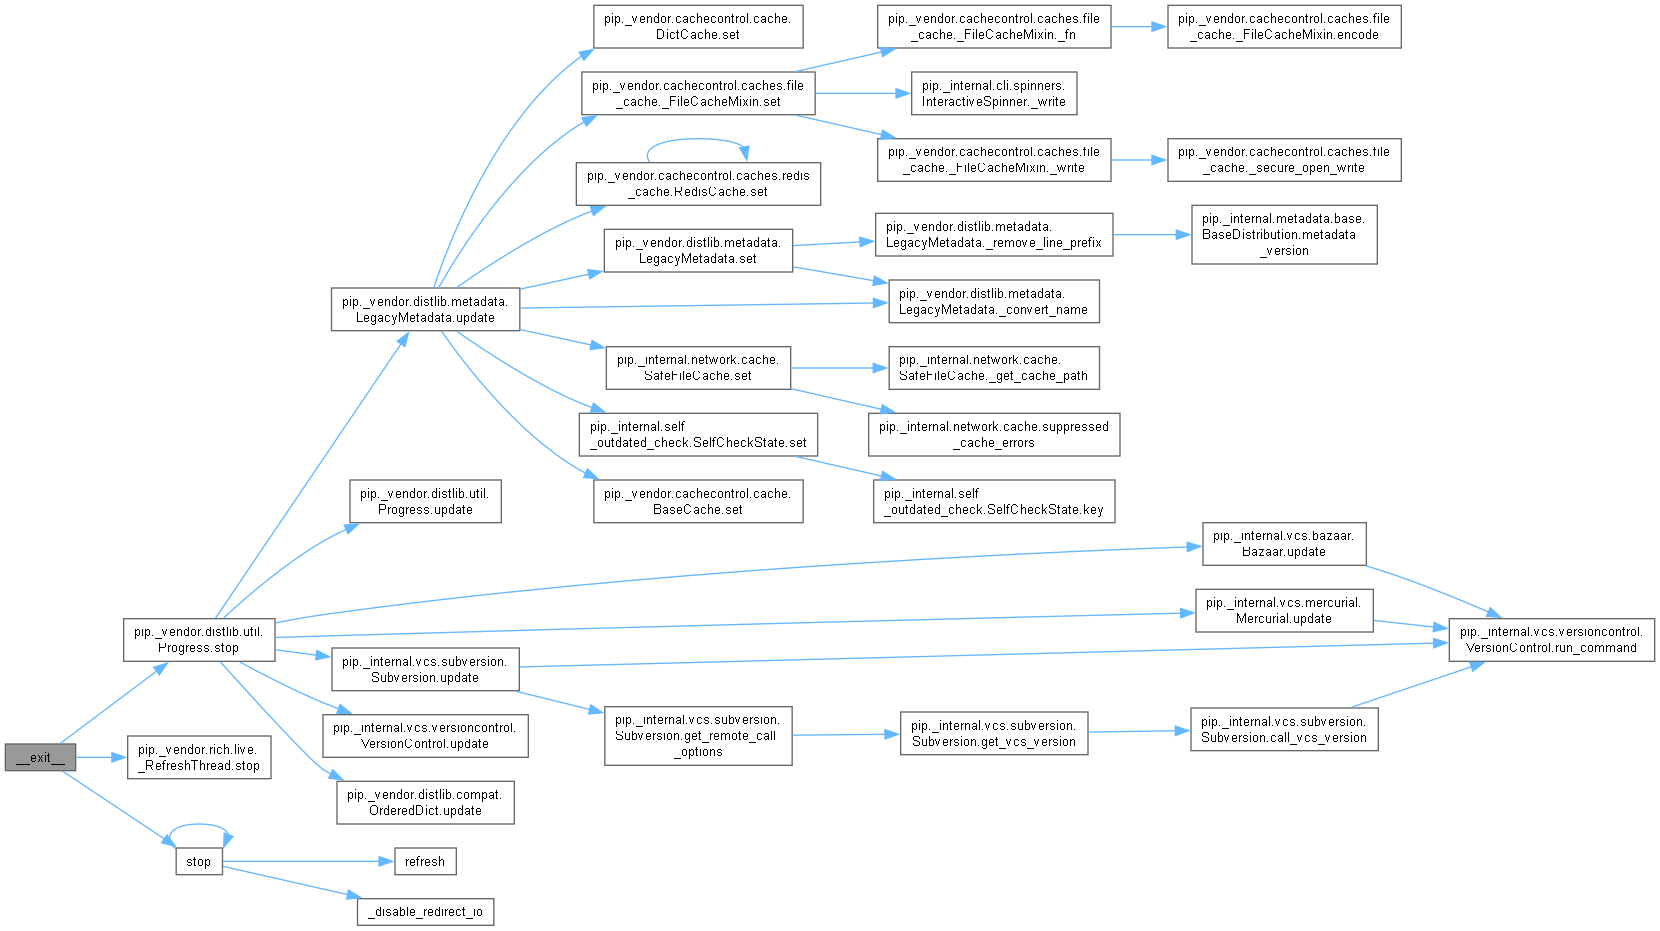 pip._vendor.cachecontrol.cache.
DictCache.set
pip._vendor.cachecontrol.caches.file
_cache._FileCacheMixin._fn
pip._vendor.cachecontrol.caches.file
_cache._FileCacheMixin.encode
pip._vendor.cachecontrol.caches.file
_cache._FileCacheMixin.set
pip._internal.cli.spinners.
InteractiveSpinner._write
pip._vendor.cachecontrol.caches.file
_cache._FileCacheMixin._write
pip._vendor.cachecontrol.caches.file
_cache._secure_open_write
pip._vendor.cachecontrol.caches.redis
_cache.RedisCache.set
pip._vendor.distlib.metadata.
LegacyMetadata.set
pip._vendor.distlib.metadata.
LegacyMetadata._remove_line_prefix
pip._internal.metadata.base.
BaseDistribution.metadata
_version
pip._vendor.distlib.metadata.
LegacyMetadata.update
pip._vendor.distlib.metadata.
LegacyMetadata._convert_name
pip._internal.network.cache.
SafeFileCache.set
pip._internal.network.cache.
SafeFileCache._get_cache_path
pip._internal.self
_outdated_check.SelfCheckState.set
pip._internal.network.cache.suppressed
_cache_errors
pip._vendor.distlib.util.
Progress.update
pip._vendor.cachecontrol.cache.
BaseCache.set
pip._internal.self
_outdated_check.SelfCheckState.key
pip._internal.vcs.bazaar.
Bazaar.update
pip._internal.vcs.mercurial.
Mercurial.update
pip._vendor.distlib.util.
Progress.stop
pip._internal.vcs.versioncontrol.
VersionControl.run_command
pip._internal.vcs.subversion.
Subversion.update
pip._internal.vcs.versioncontrol.
VersionControl.update
pip._internal.vcs.subversion.
Subversion.get_remote_call
_options
pip._internal.vcs.subversion.
Subversion.get_vcs_version
pip._internal.vcs.subversion.
Subversion.call_vcs_version
__exit__
pip._vendor.rich.live.
_RefreshThread.stop
pip._vendor.distlib.compat.
OrderedDict.update
stop
refresh
_disable_redirect_io